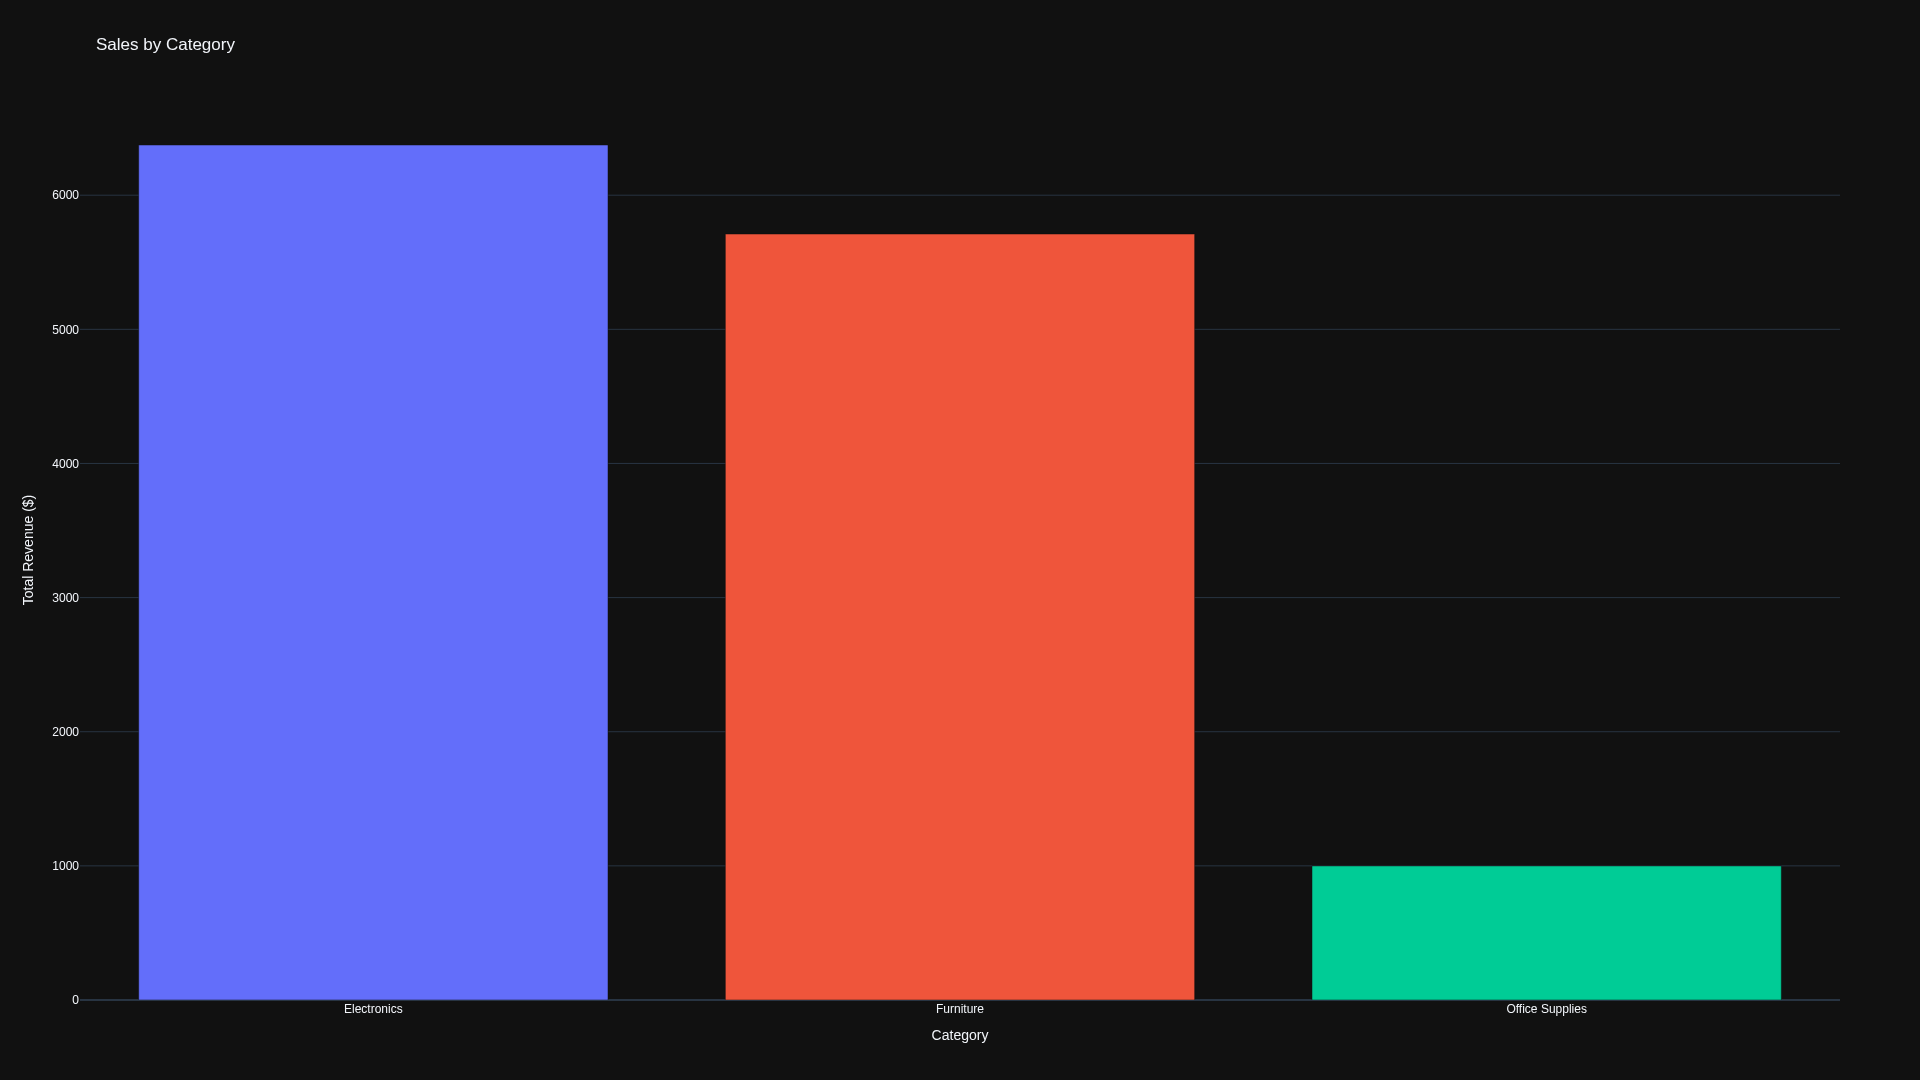 Sales by Category
6000
5000
4000
3000
2000
1000
0
Total Revenue ($)
Electronics
Furniture
Office Supplies
Category